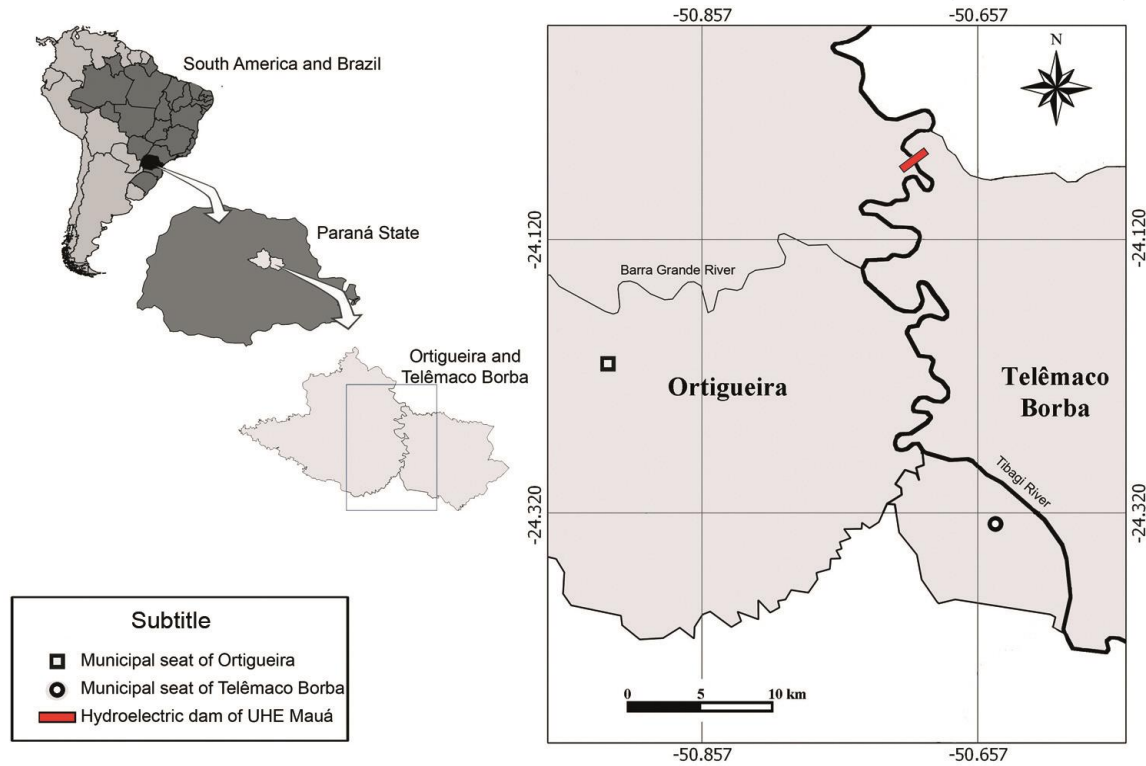 South America and Brazil
Paraná State
Ortigueira and
Telêmaco Borba
Subtitle
Municipal seat of Ortigueira
Municipal seat of Telêmaco Borba
Hydroelectric dam of UHE Mauá
-50.857
-50.657
N
-24.120
-24.120
Barra Grande River
Ortigueira
Telêmaco
Borba
Tibagi River
-24.320
-24.320
0 5 10 km
-50.857
-50.657